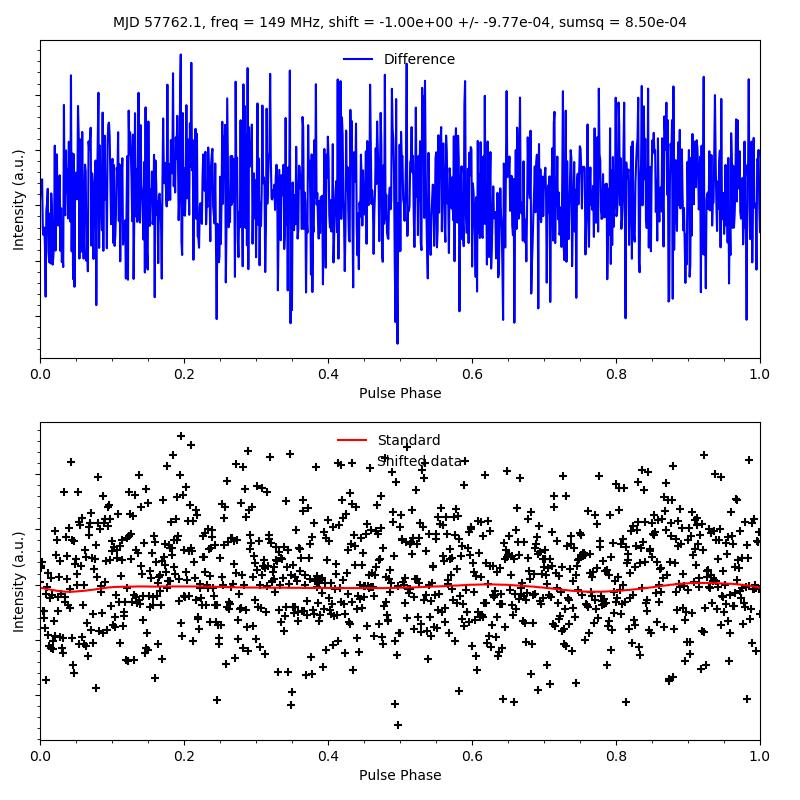 MJD 57762.1, freq = 149 MHz, shift = -1.00e+00 +/- -9.77e-04, sumsq = 8.50e-04
Difference
Intensity (a.u.)
0.0 0.2 0.4 0.6 0.8 1.0
Pulse Phase
Standard
Shifted data
Intensity (a.u.)
0.0 0.2 0.4 0.6 0.8 1.0
Pulse Phase